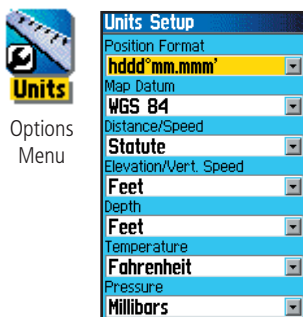 Units
Options
Menu
Units Setup
Position Format
hddd°mm.mmm'
Map Datum
WGS 84
Distance/Speed
Statute
Elevation/Vert. Speed
Feet
Depth
Feet
Temperature
Fahrenheit
Pressure
Millibars